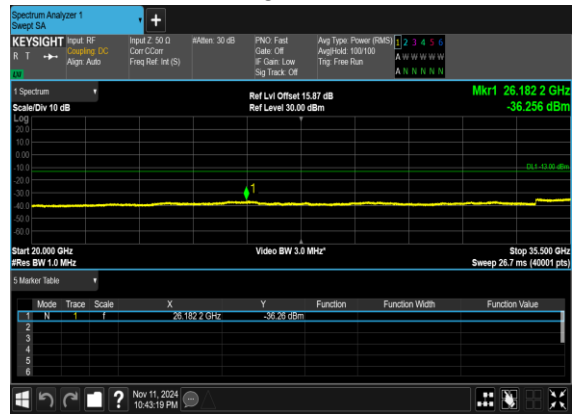 Spectrum Analyzer 1
Swept SA
+
KEYSIGHT Input: RF Input Z: 50 Ω #Atten: 30 dB PNO: Fast Avg Type: Power (RMS) 1 2 3 4 5 6
R T Coupling: DC Corr CCorr Gate: Off Avg|Hold: 100/100 A W W W W W
Align: Auto Freq Ref: Int (S) IF Gain: Low Trig: Free Run
Sig Track: Off A N N N N N
1 Spectrum
Ref Lvl Offset 15.87 dB Mkr1 26.182 2 GHz
Scale/Div 10 dB Ref Level 30.00 dBm -36.256 dBm
Log
20.0
10.0
0.00
-10.0
DL1 -13.00 dBm
-20.0
-30.0
1
-40.0
-50.0
-60.0
Start 20.000 GHz Video BW 3.0 MHz* Stop 35.500 GHz
#Res BW 1.0 MHz Sweep 26.7 ms (40001 pts)
5 Marker Table
Mode Trace Scale X Y Function Function Width Function Value
1 N 1 f 26.182 2 GHz -36.26 dBm
2
3
4
5
6
? Nov 11, 2024
10:43:19 PM